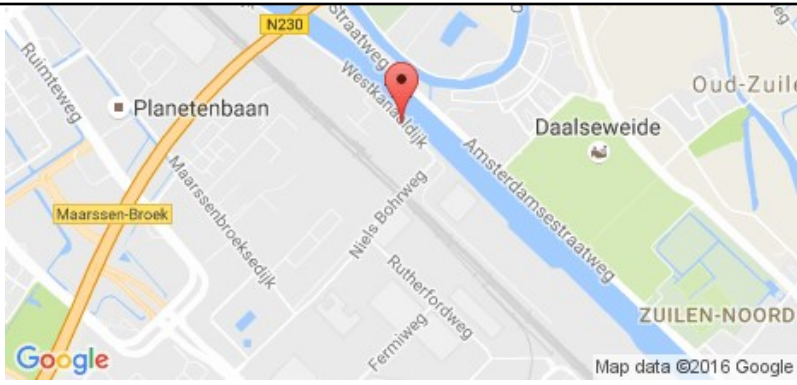 N230
Straatweg
Ruimteweg
Westkanaaldijk
Oud-Zuile
Planetenbaan
Daalseweide
Amsterdamsestraatweg
Maarssenbroeksedijk
Niels Bohrweg
Maarssen-Broek
Rutherfordweg
ZUILEN-NOORD
Fermiweg
Google
Map data ©2016 Google